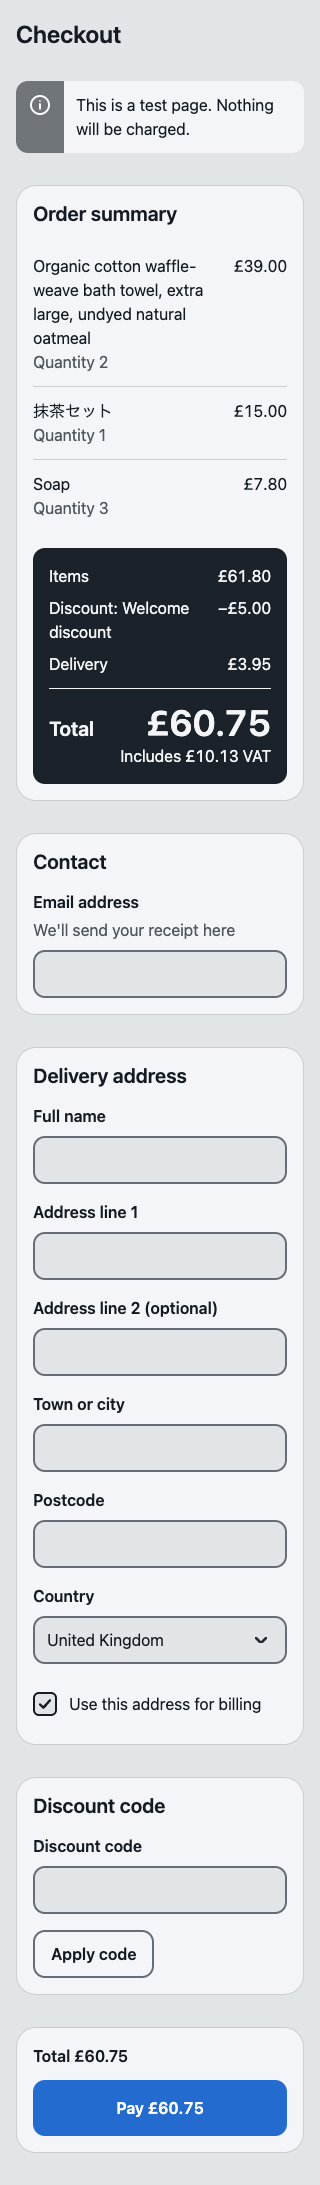 Checkout
This is a test page. Nothing
will be charged.
Order summary
Organic cotton waffle- £39.00
weave bath towel, extra
large, undyed natural
oatmeal
Quantity 2
抹茶セット £15.00
Quantity 1
Soap £7.80
Quantity 3
Items £61.80
Discount: Welcome −£5.00
discount
Delivery £3.95
Total £60.75
Includes £10.13 VAT
Contact
Email address
We'll send your receipt here
Delivery address
Full name
Address line 1
Address line 2 (optional)
Town or city
Postcode
Country
United Kingdom
Use this address for billing
Discount code
Discount code
Apply code
Total £60.75
Pay £60.75